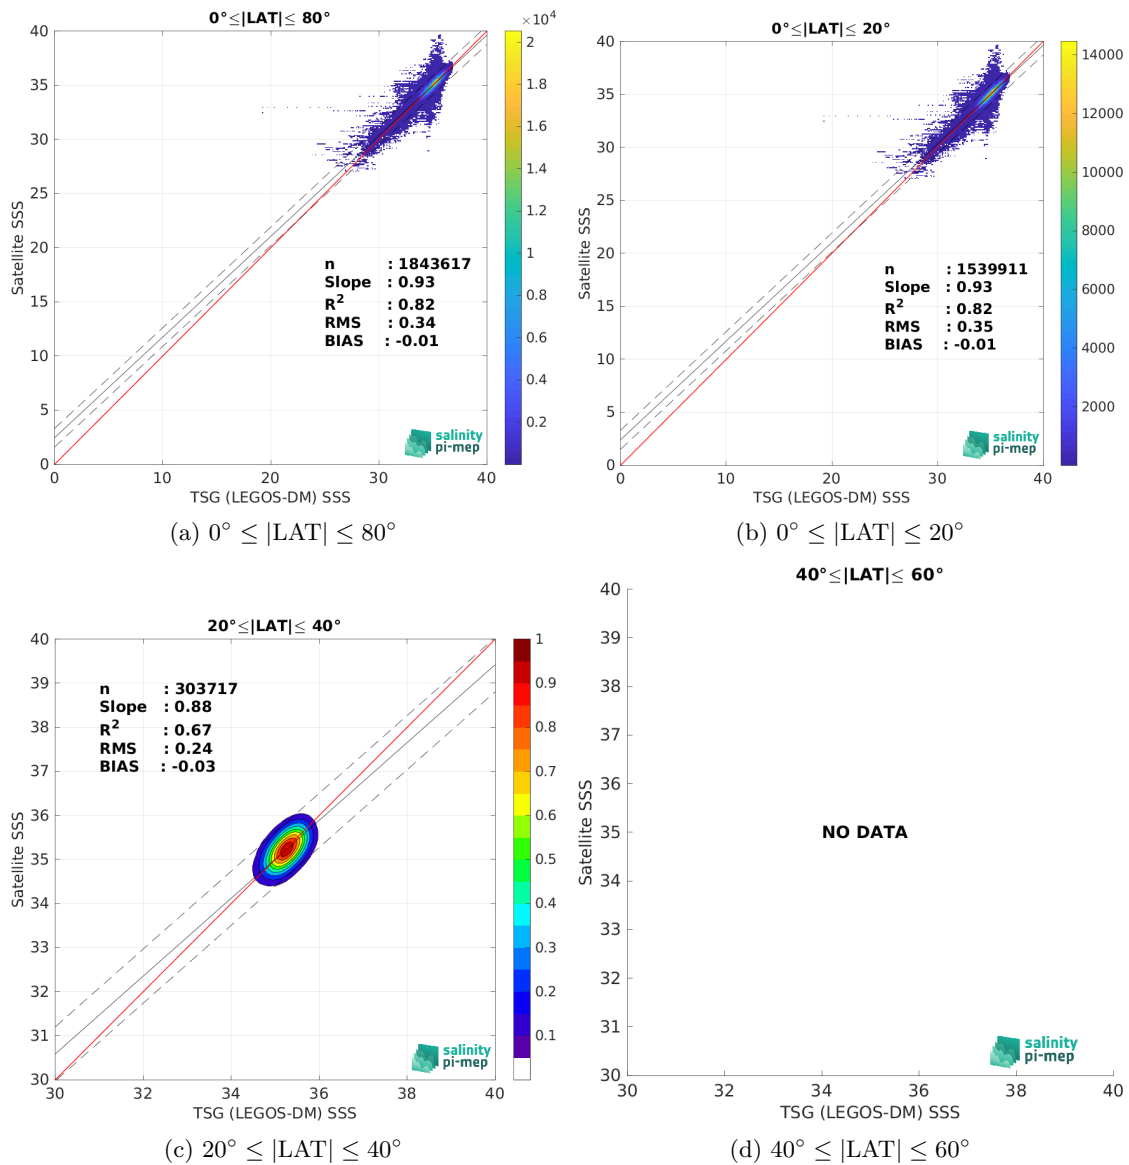 0°≤|LAT|≤ 80°
×10⁴
40
35
30
25
20
15
10
5
0
0
10
20
30
40
Satellite SSS
TSG (LEGOS-DM) SSS
n : 1843617
Slope : 0.93
R² : 0.82
RMS : 0.34
BIAS : -0.01
2
1.8
1.6
1.4
1.2
1
0.8
0.6
0.4
0.2
salinity
pi-mep
(a) 0° ≤ |LAT| ≤ 80°
0°≤|LAT|≤ 20°
40
35
30
25
20
15
10
5
0
0
10
20
30
40
Satellite SSS
TSG (LEGOS-DM) SSS
n : 1539911
Slope : 0.93
R² : 0.82
RMS : 0.35
BIAS : -0.01
14000
12000
10000
8000
6000
4000
2000
salinity
pi-mep
(b) 0° ≤ |LAT| ≤ 20°
20°≤|LAT|≤ 40°
40
39
38
37
36
35
34
33
32
31
30
30
32
34
36
38
40
Satellite SSS
TSG (LEGOS-DM) SSS
n : 303717
Slope : 0.88
R² : 0.67
RMS : 0.24
BIAS : -0.03
1
0.9
0.8
0.7
0.6
0.5
0.4
0.3
0.2
0.1
salinity
pi-mep
(c) 20° ≤ |LAT| ≤ 40°
40°≤|LAT|≤ 60°
40
39
38
37
36
35
34
33
32
31
30
30
32
34
36
38
40
Satellite SSS
TSG (LEGOS-DM) SSS
NO DATA
salinity
pi-mep
(d) 40° ≤ |LAT| ≤ 60°